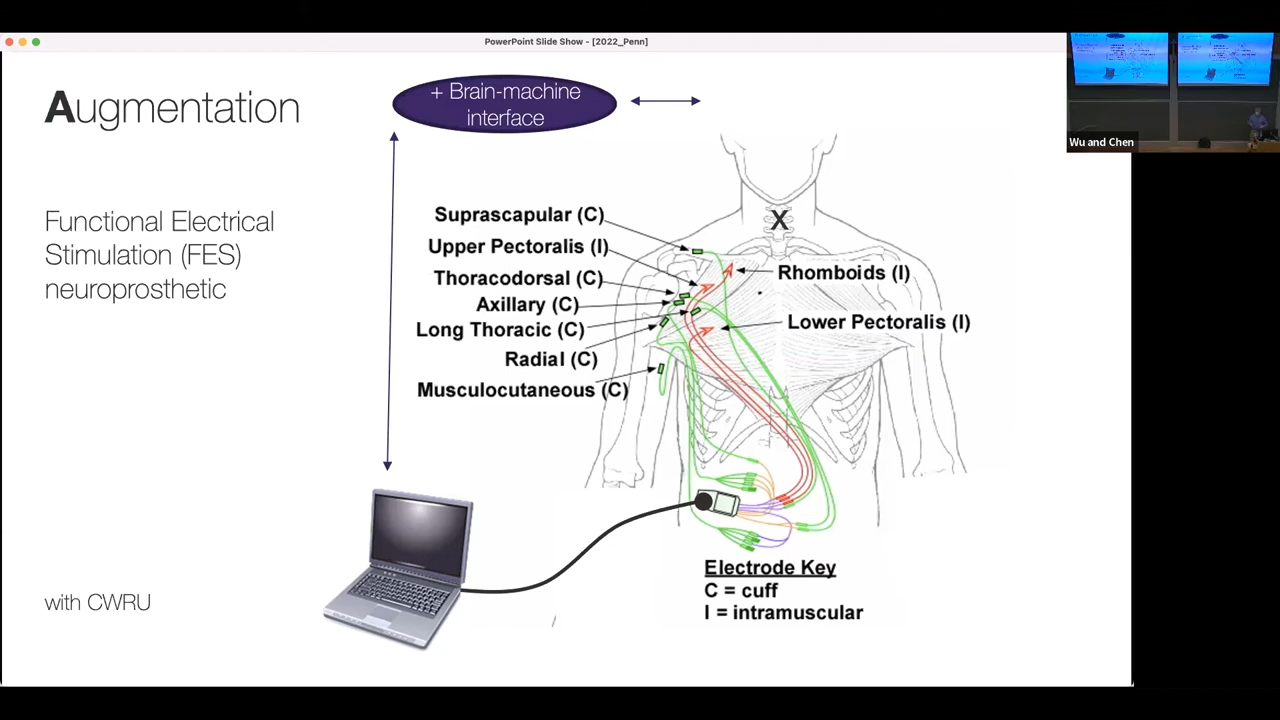 PowerPoint Slide Show - [2022_Penn]
Augmentation
+ Brain-machine
interface
Functional Electrical
Stimulation (FES)
neuroprosthetic
Suprascapular (C)
Upper Pectoralis (I)
Thoracodorsal (C)
Axillary (C)
Long Thoracic (C)
Radial (C)
Musculocutaneous (C)
X
Rhomboids (I)
Lower Pectoralis (I)
Electrode Key
C = cuff
I = intramuscular
with CWRU
Wu and Chen